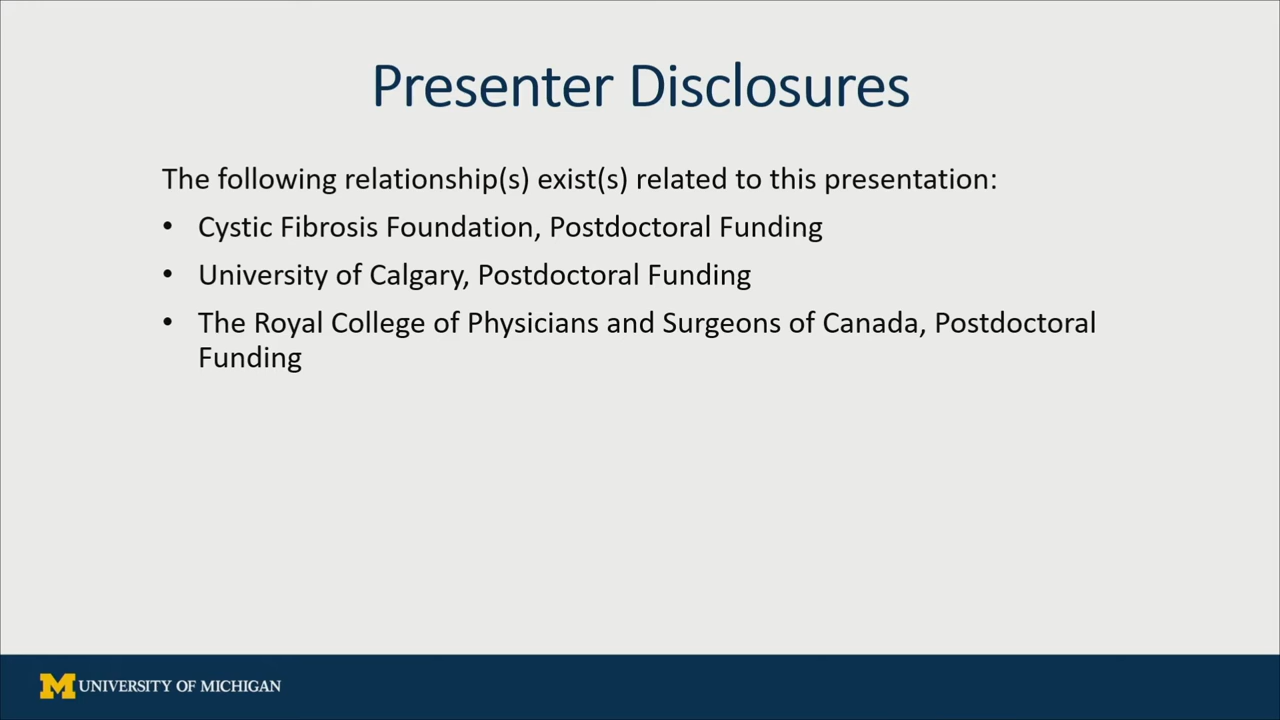 Presenter Disclosures
The following relationship(s) exist(s) related to this presentation:
• Cystic Fibrosis Foundation, Postdoctoral Funding
• University of Calgary, Postdoctoral Funding
• The Royal College of Physicians and Surgeons of Canada, Postdoctoral
Funding
M UNIVERSITY OF MICHIGAN